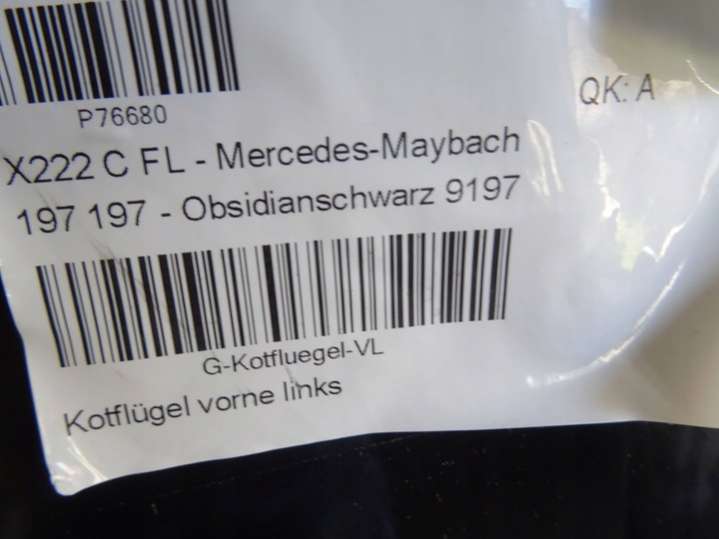 P76680
QK: A
X222 C FL - Mercedes-Maybach
197 197 - Obsidianschwarz 9197
G-Kotfluegel-VL
Kotflügel vorne links